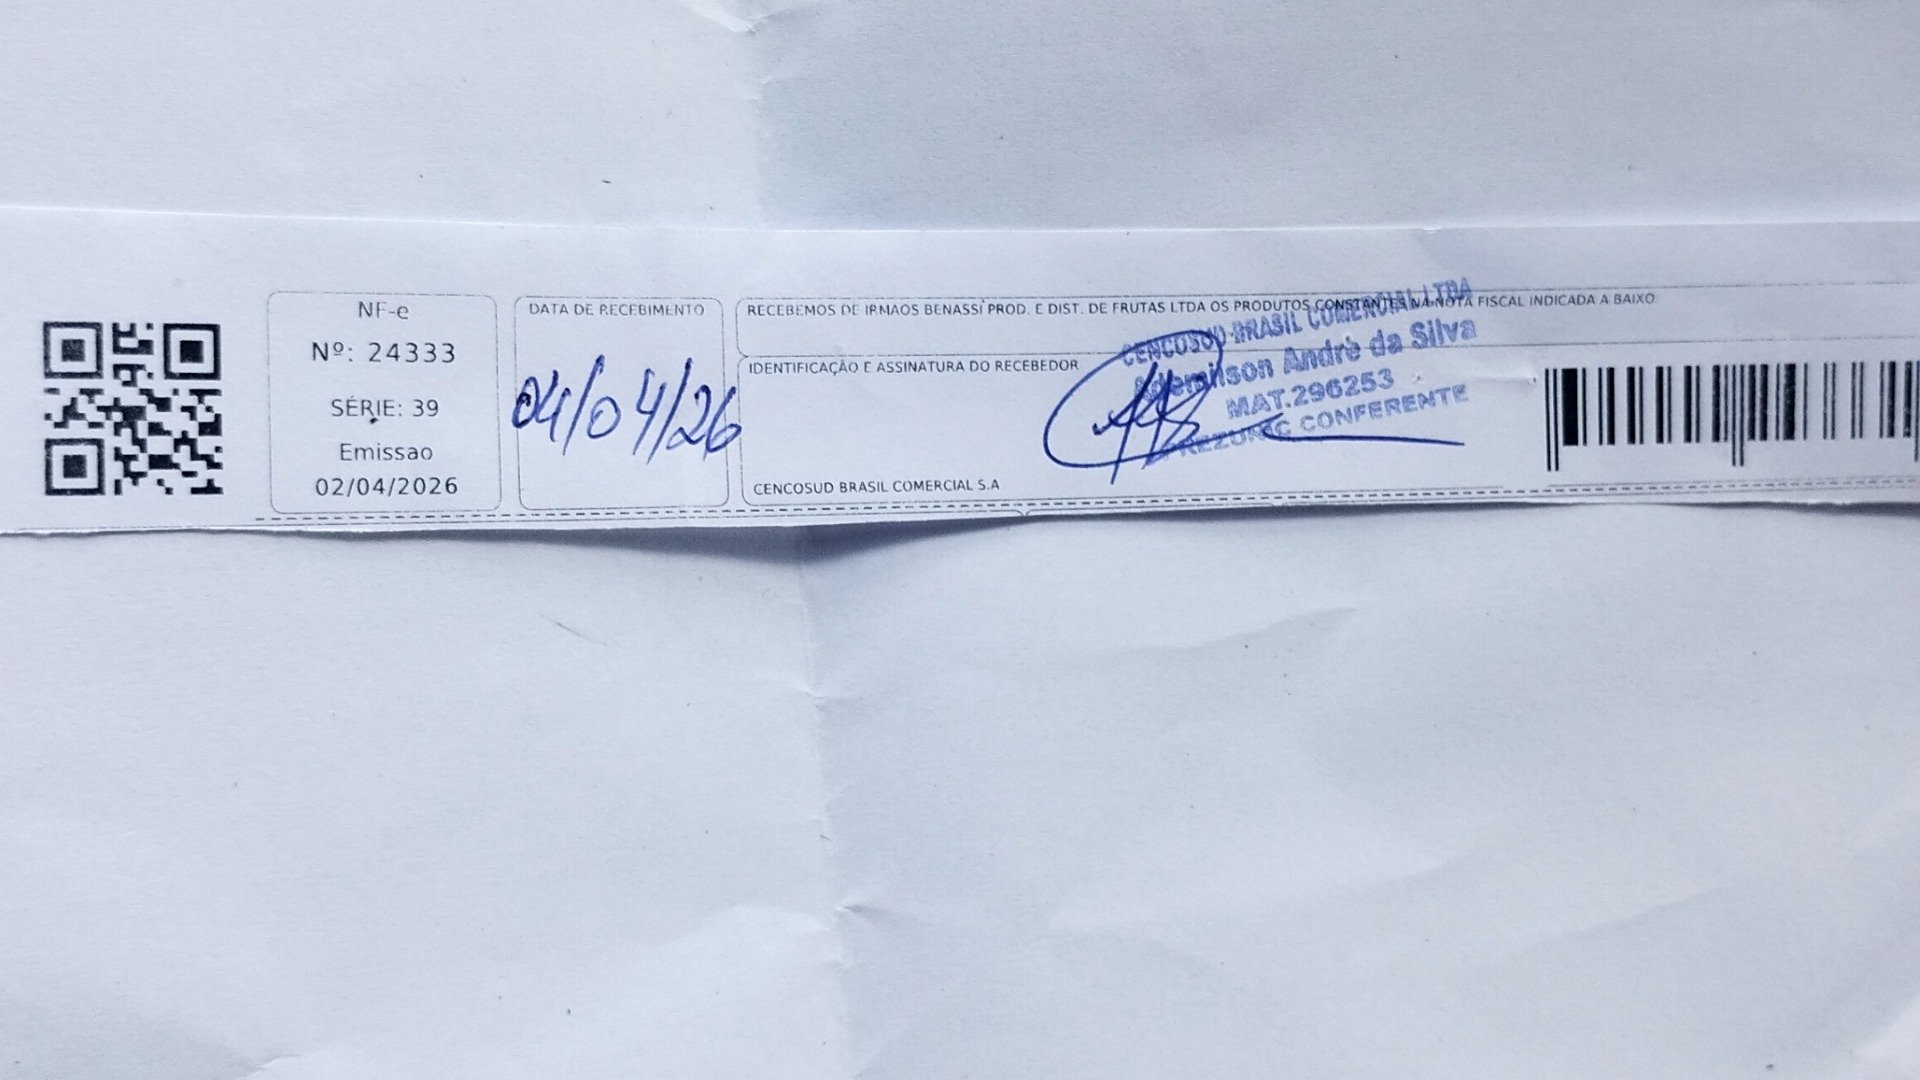 NF-e
Nº: 24333
SÉRIE: 39
Emissao
02/04/2026
DATA DE RECEBIMENTO
04/04/26
RECEBEMOS DE IRMAOS BENASSI PROD. E DIST. DE FRUTAS LTDA OS PRODUTOS CONSTANTES NA NOTA FISCAL INDICADA A BAIXO
IDENTIFICAÇÃO E ASSINATURA DO RECEBEDOR
CENCOSUD BRASIL COMERCIAL LTDA
André da Silva
MAT.296253
CONFERENTE
CENCOSUD BRASIL COMERCIAL S.A